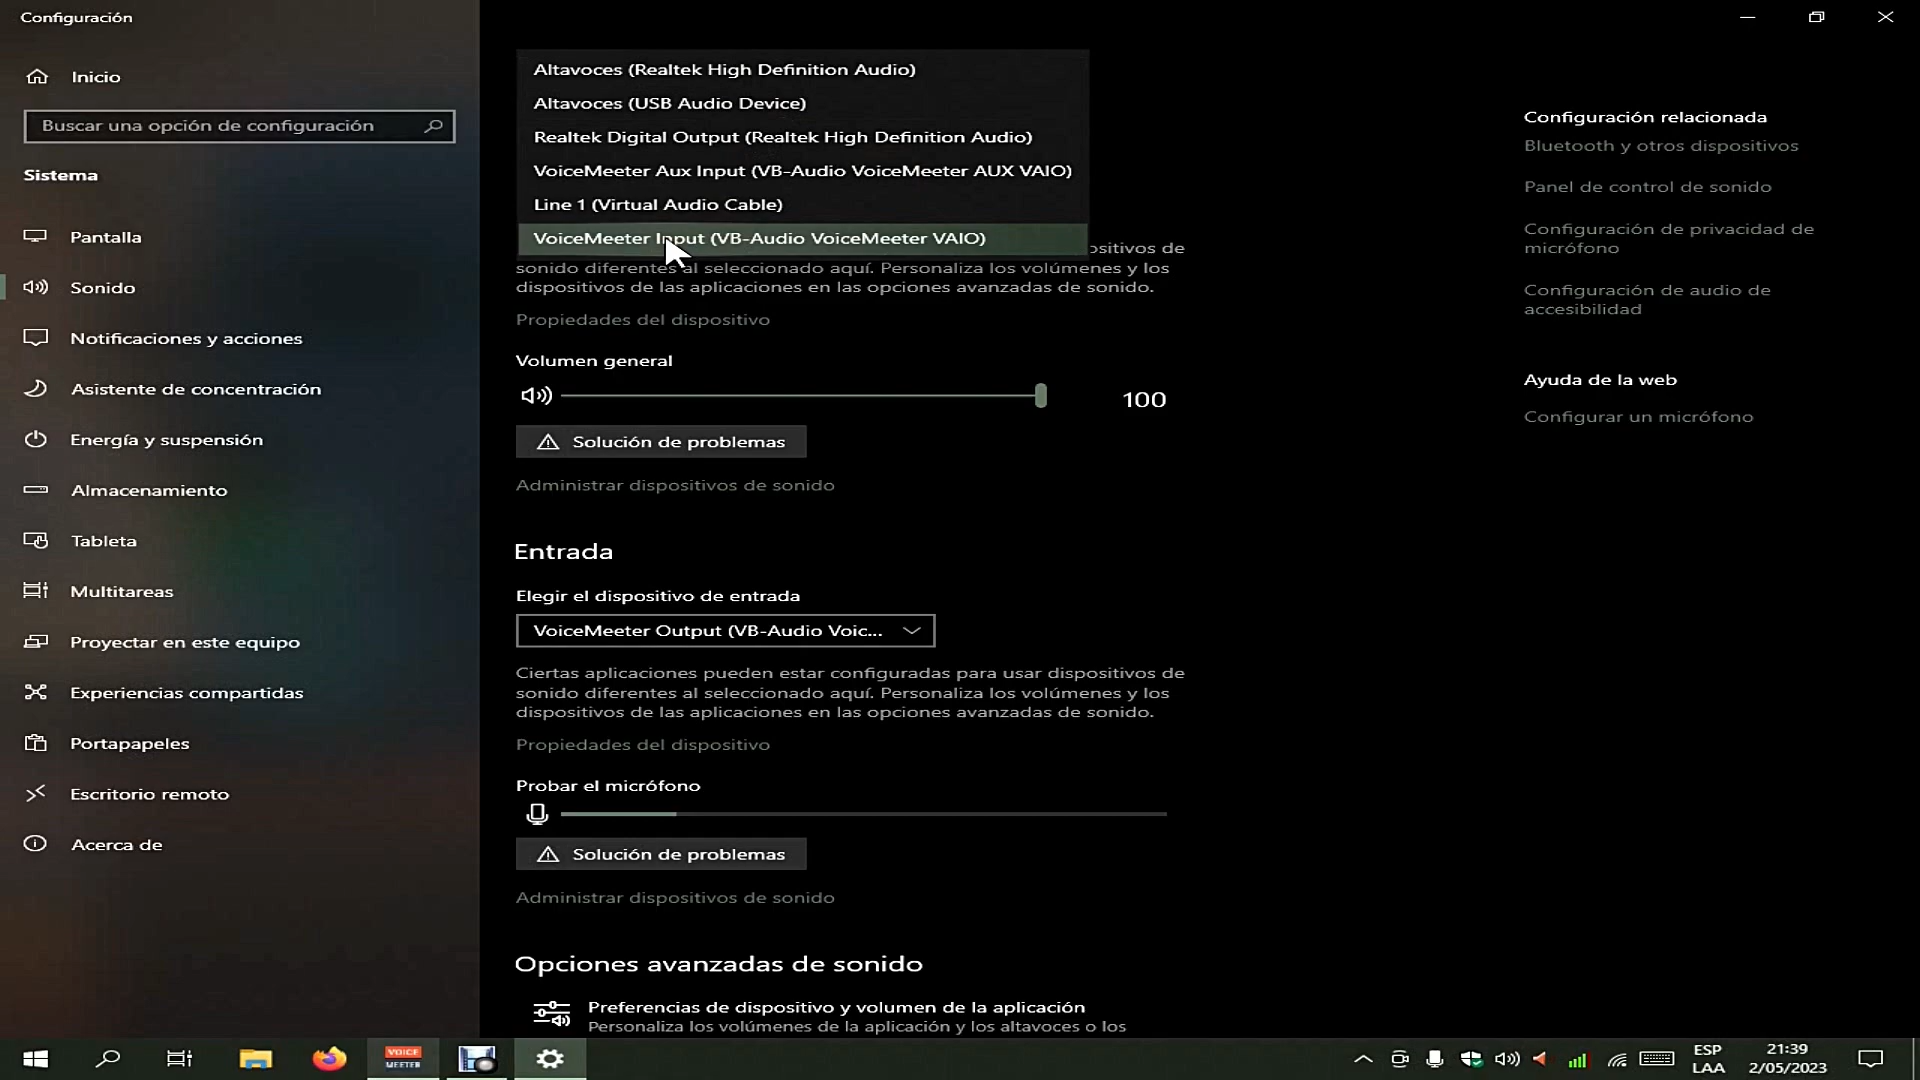 Configuración
Inicio
Buscar una opción de configuración
Sistema
Pantalla
Sonido
Notificaciones y acciones
Asistente de concentración
Energía y suspensión
Almacenamiento
Tableta
Multitareas
Proyectar en este equipo
Experiencias compartidas
Portapapeles
Escritorio remoto
Acerca de
Altavoces (Realtek High Definition Audio)
Altavoces (USB Audio Device)
Realtek Digital Output (Realtek High Definition Audio)
VoiceMeeter Aux Input (VB-Audio VoiceMeeter AUX VAIO)
Line 1 (Virtual Audio Cable)
VoiceMeeter Input (VB-Audio VoiceMeeter VAIO)
ositivos de
sonido diferentes al seleccionado aquí. Personaliza los volúmenes y los
dispositivos de las aplicaciones en las opciones avanzadas de sonido.
Propiedades del dispositivo
Volumen general
100
Solución de problemas
Administrar dispositivos de sonido
Entrada
Elegir el dispositivo de entrada
VoiceMeeter Output (VB-Audio Voic...
Ciertas aplicaciones pueden estar configuradas para usar dispositivos de
sonido diferentes al seleccionado aquí. Personaliza los volúmenes y los
dispositivos de las aplicaciones en las opciones avanzadas de sonido.
Propiedades del dispositivo
Probar el micrófono
Solución de problemas
Administrar dispositivos de sonido
Opciones avanzadas de sonido
Preferencias de dispositivo y volumen de la aplicación
Personaliza los volúmenes de la aplicación y los altavoces o los
Configuración relacionada
Bluetooth y otros dispositivos
Panel de control de sonido
Configuración de privacidad de
micrófono
Configuración de audio de
accesibilidad
Ayuda de la web
Configurar un micrófono
VOICE
MEETER
ESP
LAA
21:39
2/05/2023